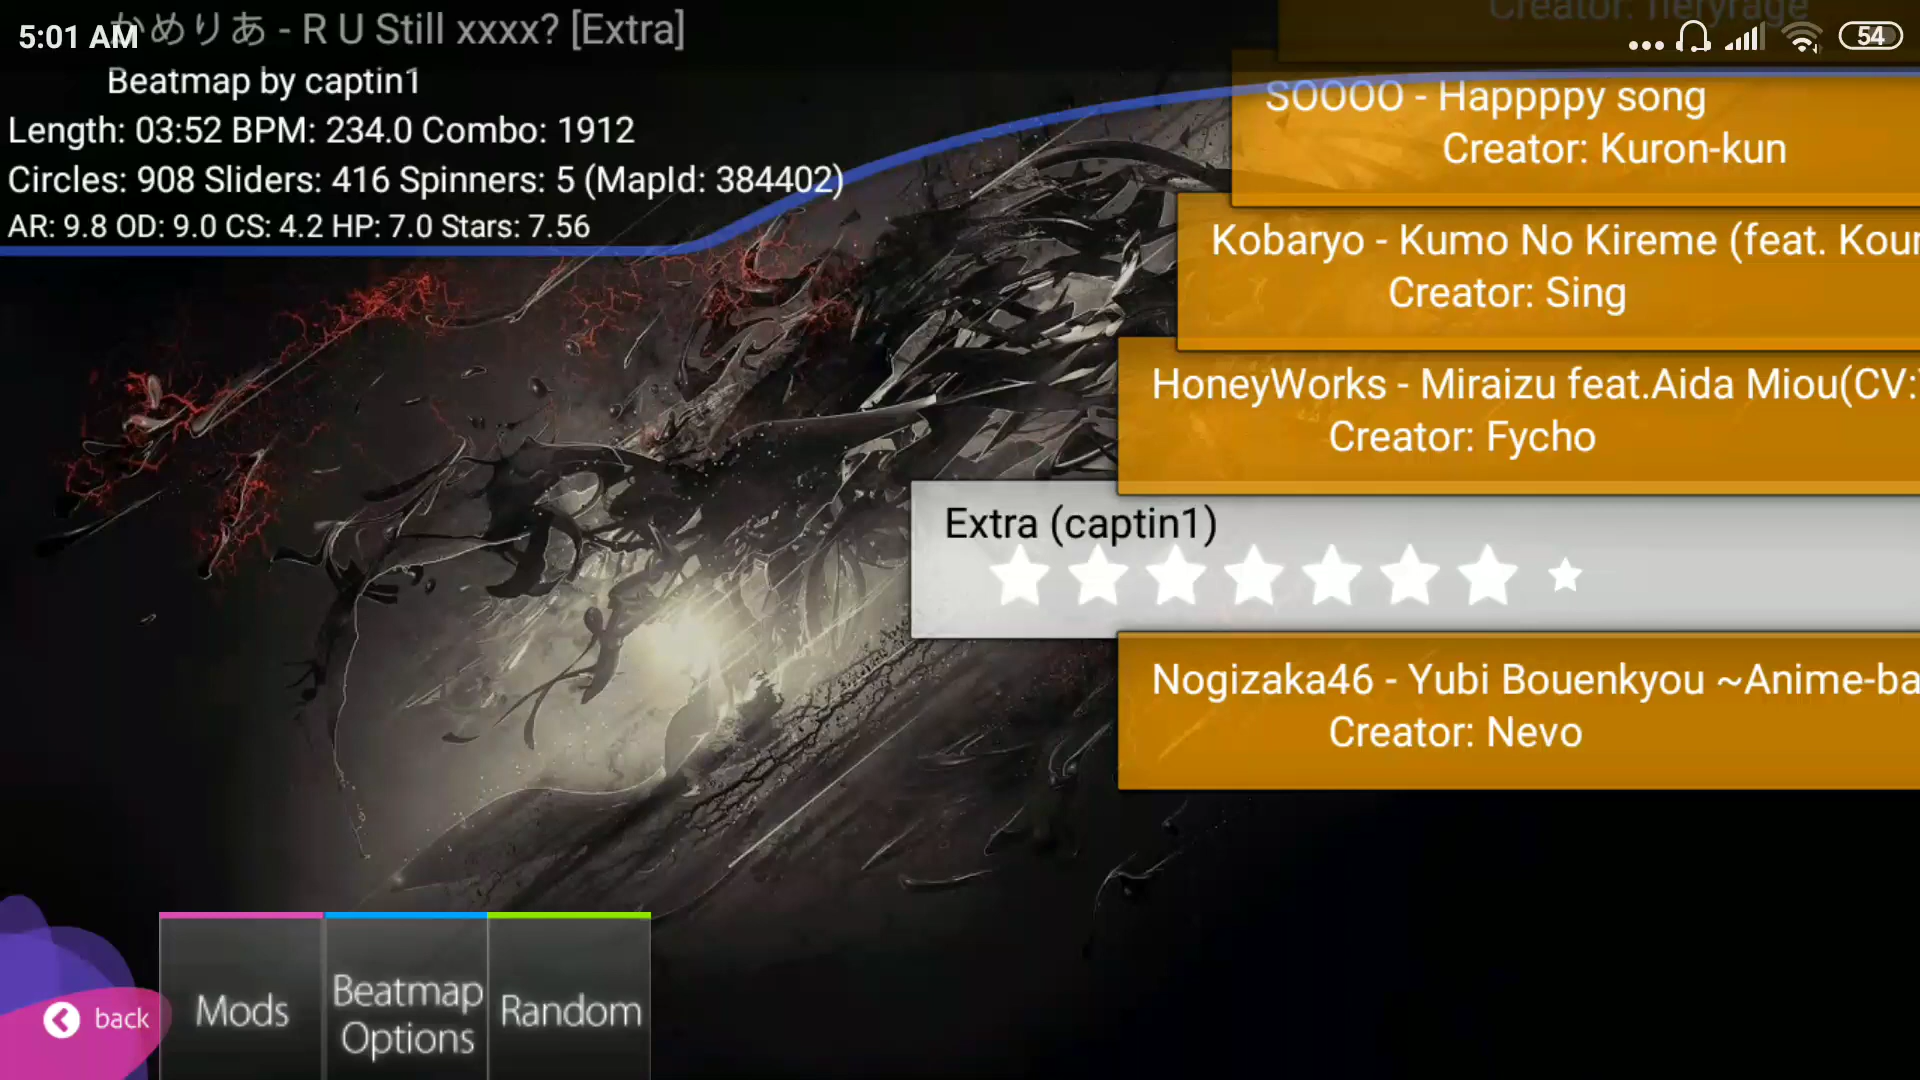 5:01 AM
かめりあ - R U Still xxxx? [Extra]
Beatmap by captin1
Length: 03:52 BPM: 234.0 Combo: 1912
Circles: 908 Sliders: 416 Spinners: 5 (MapId: 384402)
AR: 9.8 OD: 9.0 CS: 4.2 HP: 7.0 Stars: 7.56
54
Creator: fieryrage
SOOOO - Happpppy song
Creator: Kuron-kun
Kobaryo - Kumo No Kireme (feat. Kour
Creator: Sing
HoneyWorks - Miraizu feat.Aida Miou(CV:
Creator: Fycho
Extra (captin1)
Nogizaka46 - Yubi Bouenkyou ~Anime-ba
Creator: Nevo
back
Mods
Beatmap
Options
Random